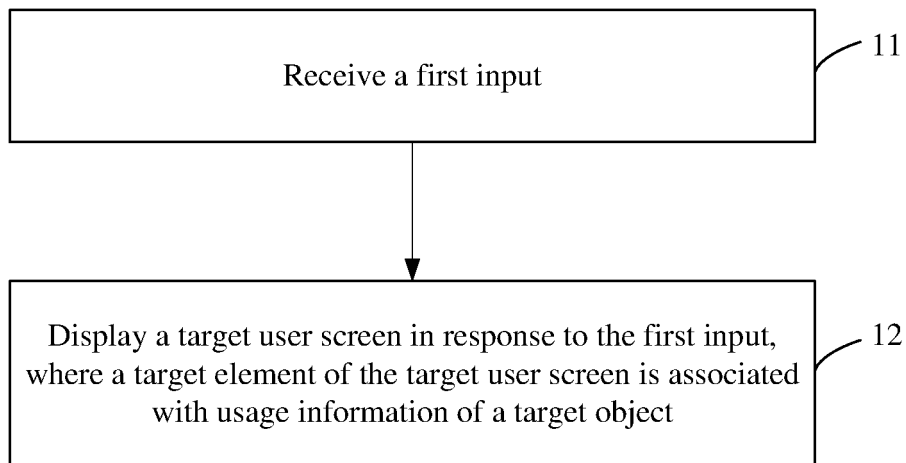 Receive a first input
11
Display a target user screen in response to the first input,
where a target element of the target user screen is associated
with usage information of a target object
12